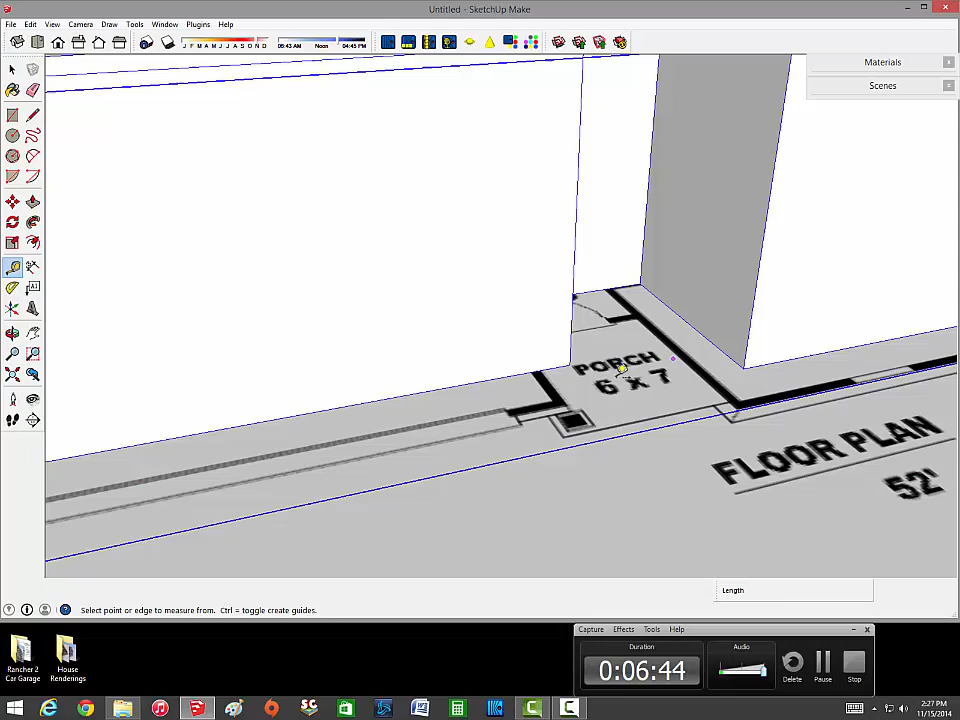 Untitled - SketchUp Make
File Edit View Camera Draw Tools Window Plugins Help
J F M A M J J A S O N D 05:43 AM Noon 04:45 PM
Materials
Scenes
PORCH
6 x 7
FLOOR PLAN
52'
Length
Select point or edge to measure from. Ctrl = toggle create guides.
Capture Effects Tools Help
Duration
0:06:44
Audio
Delete Pause Stop
Rancher 2
Car Garage
House
Renderings
2:27 PM
11/15/2014